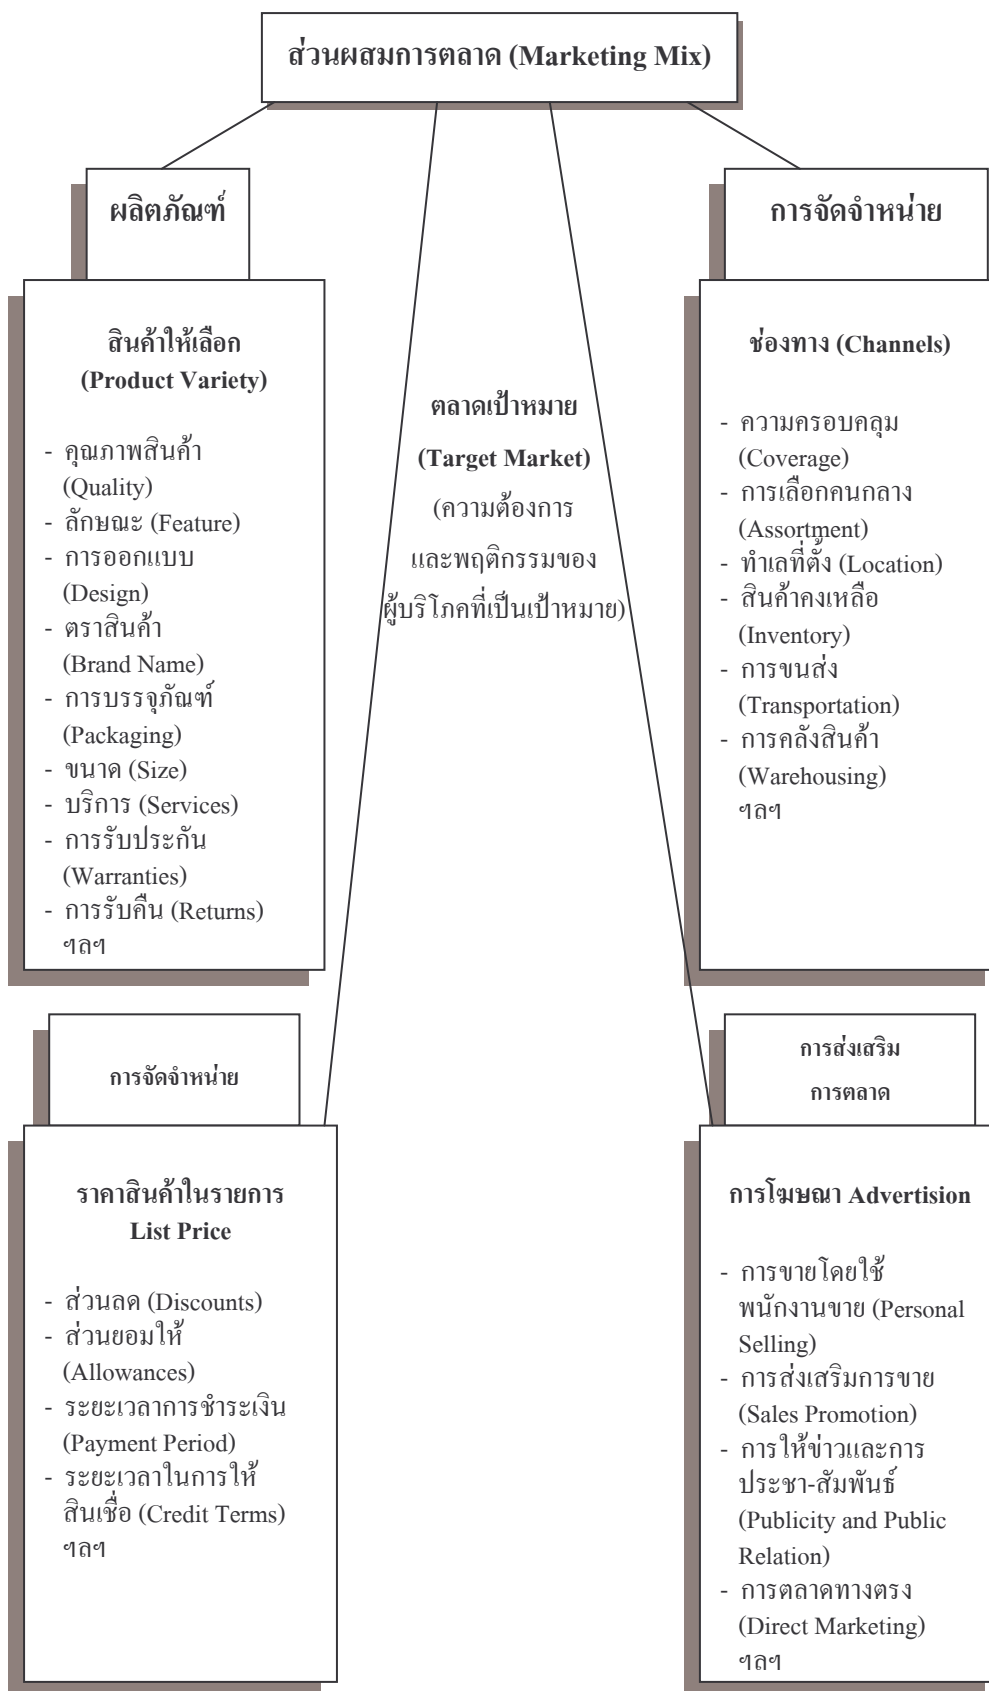 ส่วนผสมการตลาด (Marketing Mix)
ผลิตภัณฑ์
สินค้าให้เลือก
(Product Variety)
- คุณภาพสินค้า
(Quality)
- ลักษณะ (Feature)
- การออกแบบ
(Design)
- ตราสินค้า
(Brand Name)
- การบรรจุภัณฑ์
(Packaging)
- ขนาด (Size)
- บริการ (Services)
- การรับประกัน
(Warranties)
- การรับคืน (Returns)
ฯลฯ
ตลาดเป้าหมาย
(Target Market)
(ความต้องการ
และพฤติกรรมของ
ผู้บริโภคที่เป็นเป้าหมาย)
การจัดจำหน่าย
ช่องทาง (Channels)
- ความครอบคลุม
(Coverage)
- การเลือกคนกลาง
(Assortment)
- ทำเลที่ตั้ง (Location)
- สินค้าคงเหลือ
(Inventory)
- การขนส่ง
(Transportation)
- การคลังสินค้า
(Warehousing)
ฯลฯ
การจัดจำหน่าย
ราคาสินค้าในรายการ
List Price
- ส่วนลด (Discounts)
- ส่วนยอมให้
(Allowances)
- ระยะเวลาการชำระเงิน
(Payment Period)
- ระยะเวลาในการให้
สินเชื่อ (Credit Terms)
ฯลฯ
การส่งเสริม
การตลาด
การโฆษณา Advertision
- การขายโดยใช้
พนักงานขาย (Personal
Selling)
- การส่งเสริมการขาย
(Sales Promotion)
- การให้ข่าวและการ
ประชา-สัมพันธ์
(Publicity and Public
Relation)
- การตลาดทางตรง
(Direct Marketing)
ฯลฯ